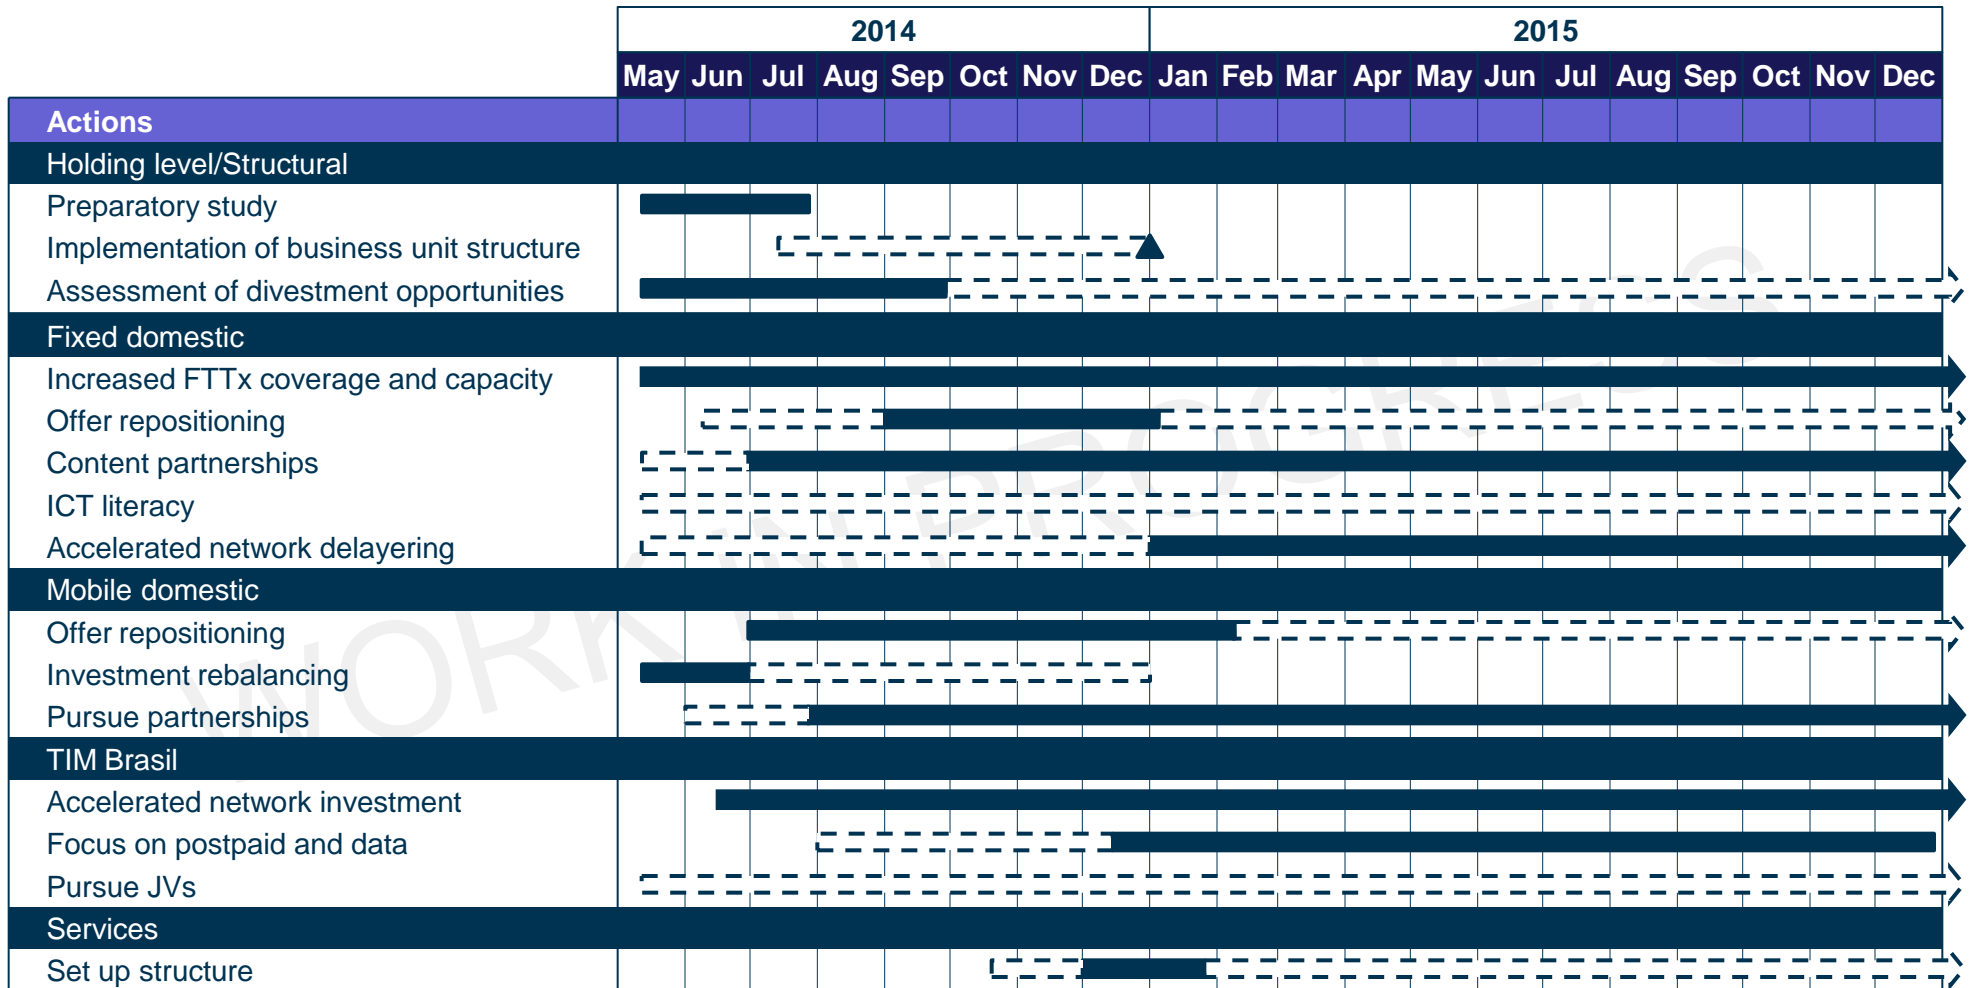 2014 2015
May Jun Jul Aug Sep Oct Nov Dec Jan Feb Mar Apr May Jun Jul Aug Sep Oct Nov Dec
Actions
Holding level/Structural
Preparatory study
Implementation of business unit structure
Assessment of divestment opportunities
Fixed domestic
Increased FTTx coverage and capacity
Offer repositioning
Content partnerships
ICT literacy
Accelerated network delayering
Mobile domestic
Offer repositioning
Investment rebalancing
Pursue partnerships
TIM Brasil
Accelerated network investment
Focus on postpaid and data
Pursue JVs
Services
Set up structure
WORK IN PROGRESS